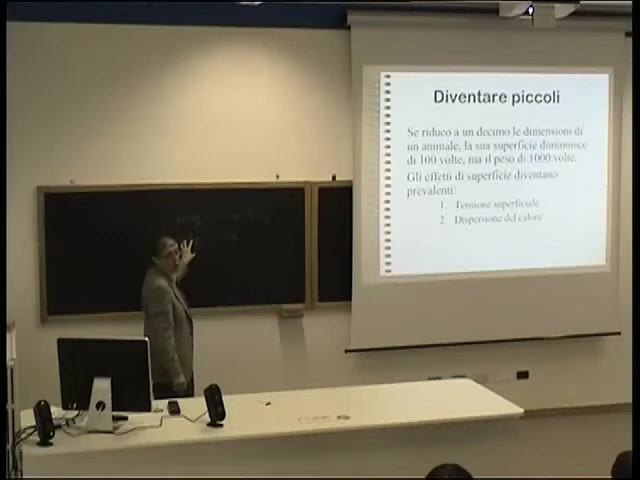 Diventare piccoli
Se riduco a un decimo le dimensioni di
un animale, la sua superficie diminuisce
di 100 volte, ma il peso di 1000 volte.
Gli effetti di superficie diventano
prevalenti:
1. Tensione superficiale
2. Dispersione del calore